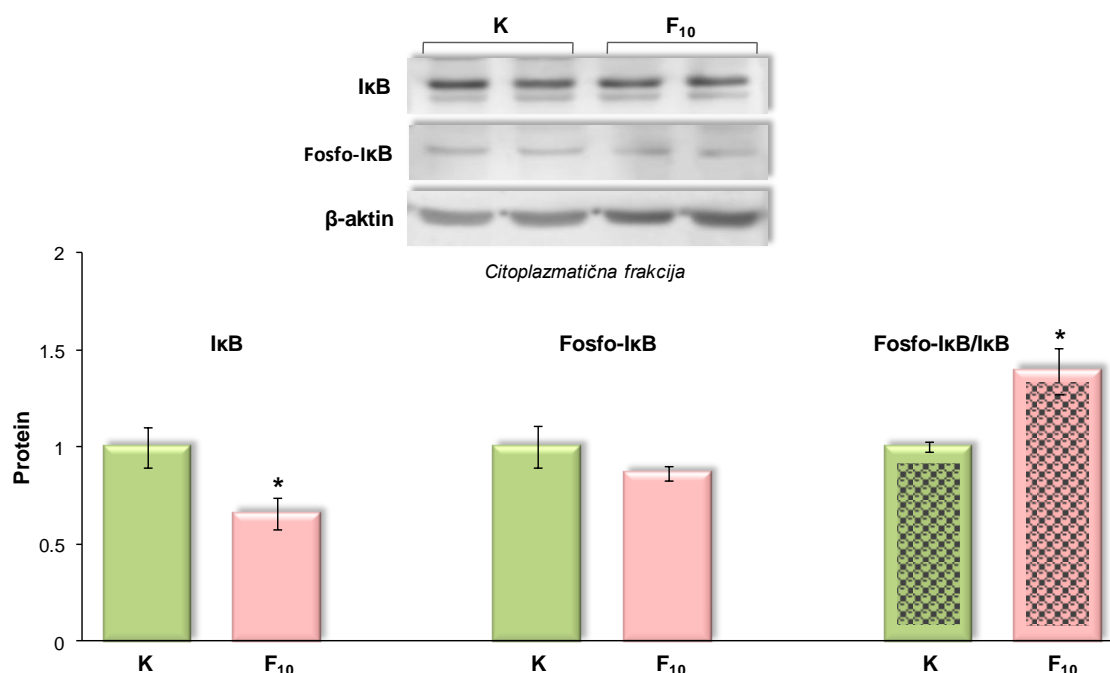 K F₁₀
IκB
Fosfo-IκB
β-aktin
Citoplazmatična frakcija
2
1.5
1
0.5
0
Protein
IκB Fosfo-IκB Fosfo-IκB/IκB
* *
K F₁₀ K F₁₀ K F₁₀